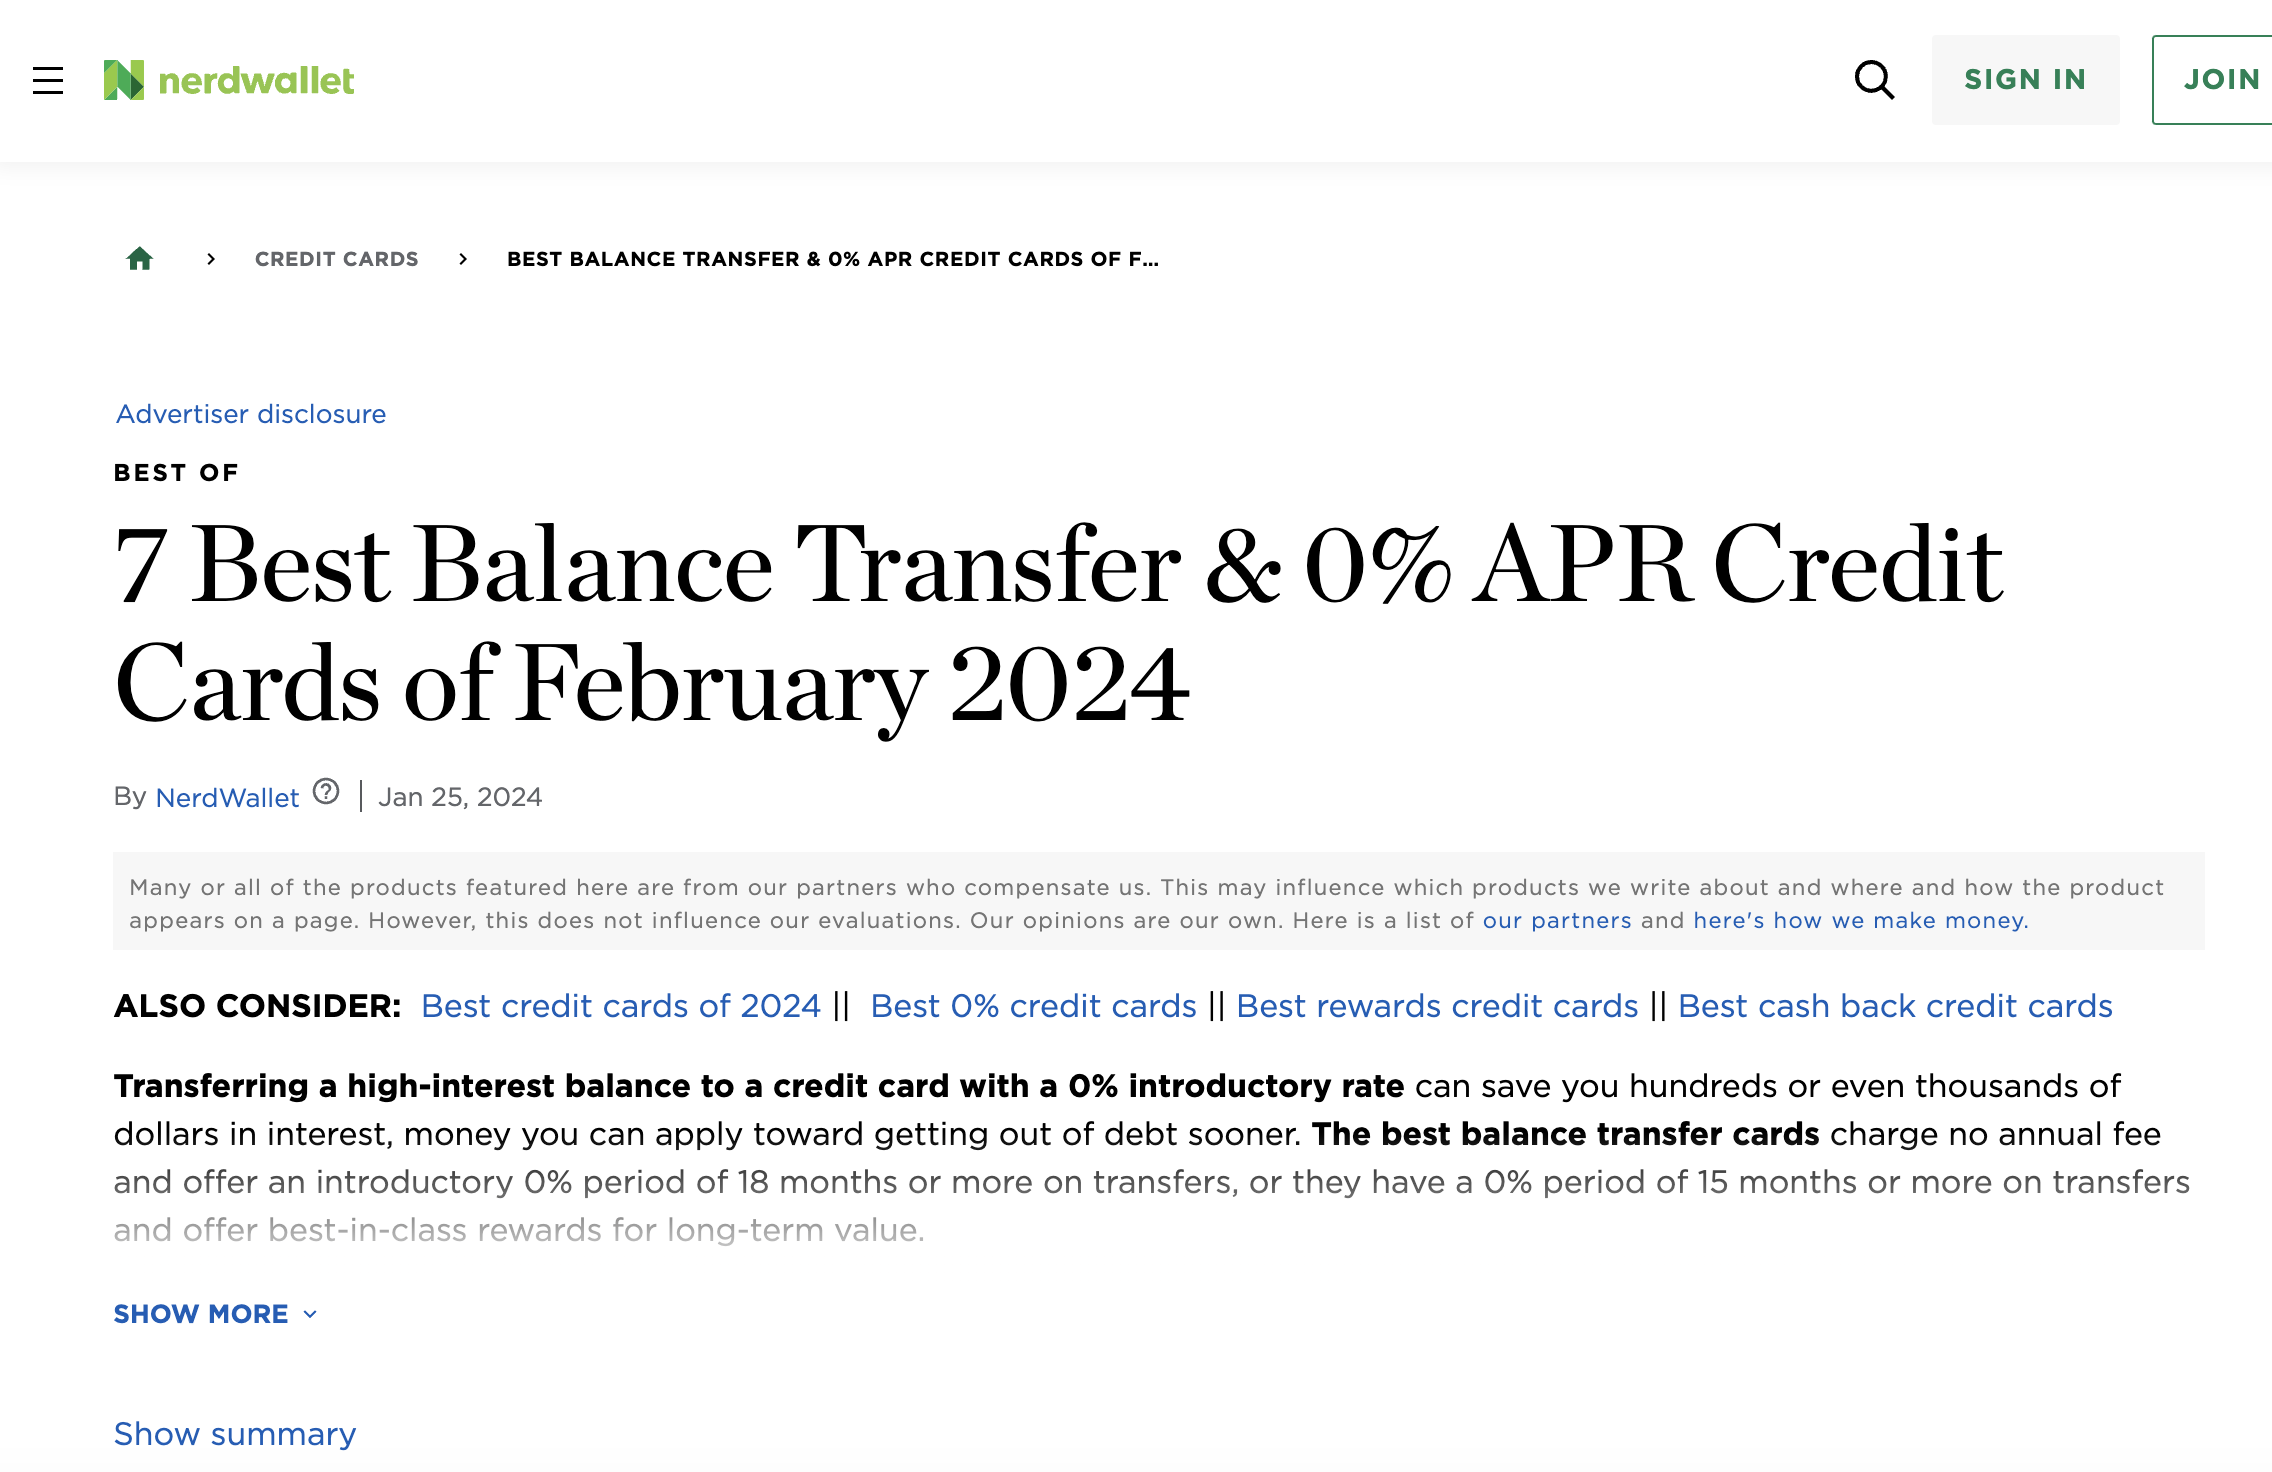 nerdwallet
SIGN IN
JOIN
CREDIT CARDS
BEST BALANCE TRANSFER & 0% APR CREDIT CARDS OF F...
Advertiser disclosure
BEST OF
7 Best Balance Transfer & 0% APR Credit
Cards of February 2024
By NerdWallet ? | Jan 25, 2024
Many or all of the products featured here are from our partners who compensate us. This may influence which products we write about and where and how the product
appears on a page. However, this does not influence our evaluations. Our opinions are our own. Here is a list of our partners and here's how we make money.
ALSO CONSIDER: Best credit cards of 2024 || Best 0% credit cards || Best rewards credit cards || Best cash back credit cards
Transferring a high-interest balance to a credit card with a 0% introductory rate can save you hundreds or even thousands of
dollars in interest, money you can apply toward getting out of debt sooner. The best balance transfer cards charge no annual fee
and offer an introductory 0% period of 18 months or more on transfers, or they have a 0% period of 15 months or more on transfers
and offer best-in-class rewards for long-term value.
SHOW MORE
Show summary